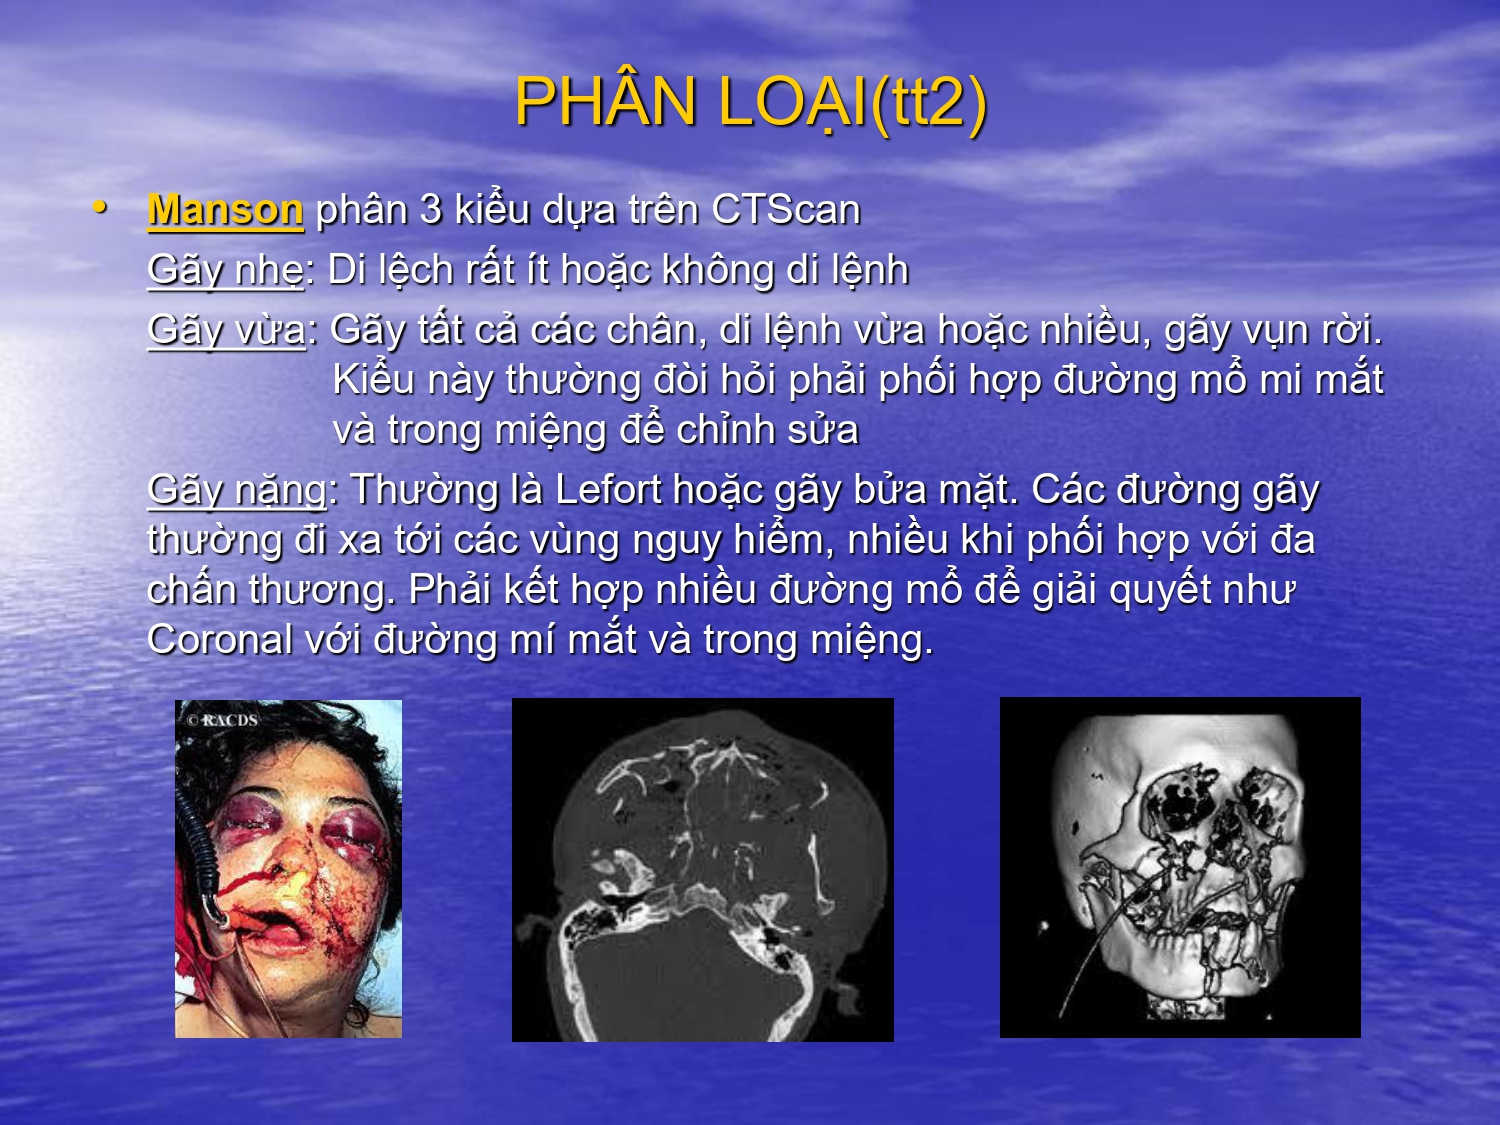 PHÂN LOẠI(tt2)
• Manson phân 3 kiểu dựa trên CTScan
Gãy nhẹ: Di lệch rất ít hoặc không di lệnh
Gãy vừa: Gãy tất cả các chân, di lệnh vừa hoặc nhiều, gãy vụn rời.
Kiểu này thường đòi hỏi phải phối hợp đường mổ mi mắt
và trong miệng để chỉnh sửa
Gãy nặng: Thường là Lefort hoặc gãy bửa mặt. Các đường gãy
thường đi xa tới các vùng nguy hiểm, nhiều khi phối hợp với đa
chấn thương. Phải kết hợp nhiều đường mổ để giải quyết như
Coronal với đường mí mắt và trong miệng.
© RACDS